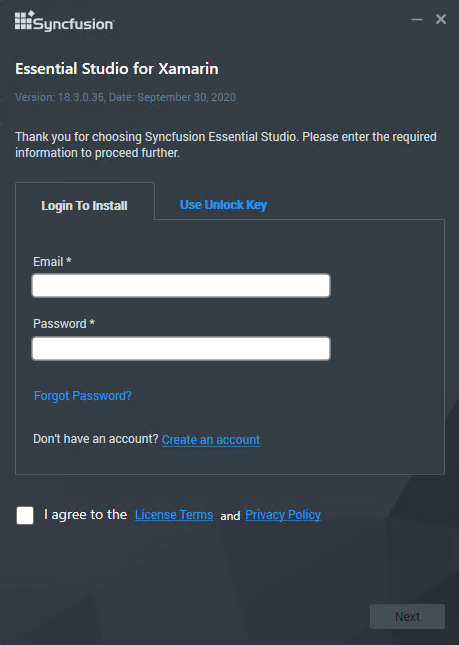 Syncfusion
Essential Studio for Xamarin
Version: 18.3.0.35, Date: September 30, 2020
Thank you for choosing Syncfusion Essential Studio. Please enter the required
information to proceed further.
Login To Install
Use Unlock Key
Email *
Password *
Forgot Password?
Don't have an account? Create an account
I agree to the License Terms and Privacy Policy
Next